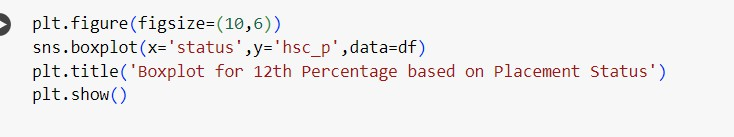 plt.figure(figsize=(10,6))
sns.boxplot(x='status',y='hsc_p',data=df)
plt.title('Boxplot for 12th Percentage based on Placement Status')
plt.show()